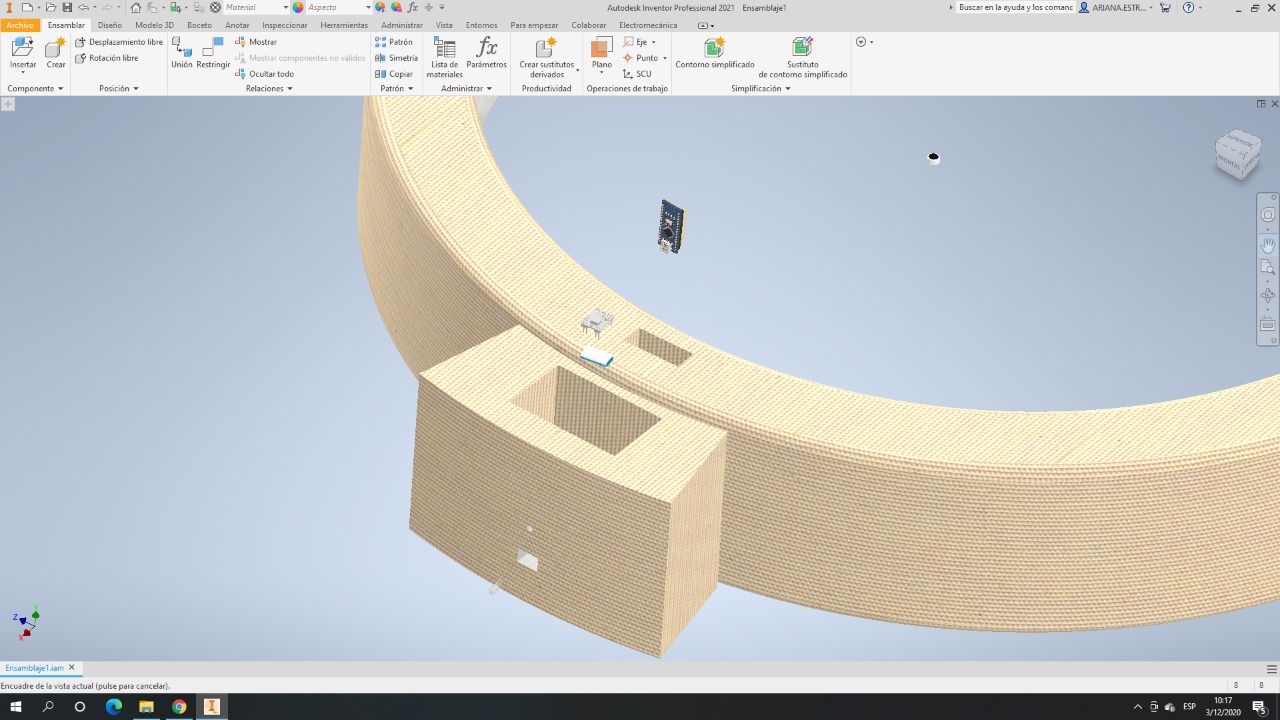 Material
Aspecto
Autodesk Inventor Professional 2021 Ensamblaje1
Buscar en la ayuda y los comanc
ARIANA.ESTR...
Archivo Ensamblar Diseño Modelo 3D Boceto Anotar Inspeccionar Herramientas Administrar Vista Entornos Para empezar Colaborar Electromecánica
Insertar
Crear
Componente
Desplazamiento libre
Rotación libre
Posición
Unión
Restringir
Mostrar
Mostrar componentes no válidos
Ocultar todo
Relaciones
Patrón
Simetría
Copiar
Patrón
Lista de
materiales
Parámetros
Administrar
Crear sustitutos
derivados
Productividad
Plano
Eje
Punto
SCU
Operaciones de trabajo
Contorno simplificado
Sustituto
de contorno simplificado
Simplificación
SUPERIOR
FRONTAL
Z
Y
X
Ensamblaje1.iam
Encuadre de la vista actual (pulse para cancelar).
8 8
ESP
10:17
3/12/2020